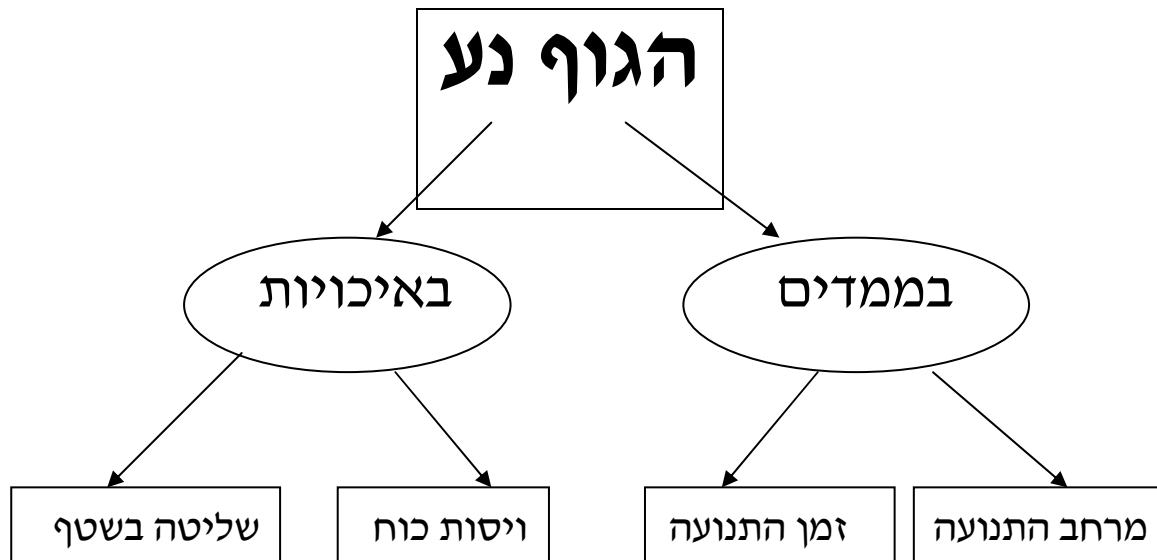 הגוף נע
בממדים
באיכויות
מרחב התנועה
זמן התנועה
ויסות כוח
שליטה בשטף